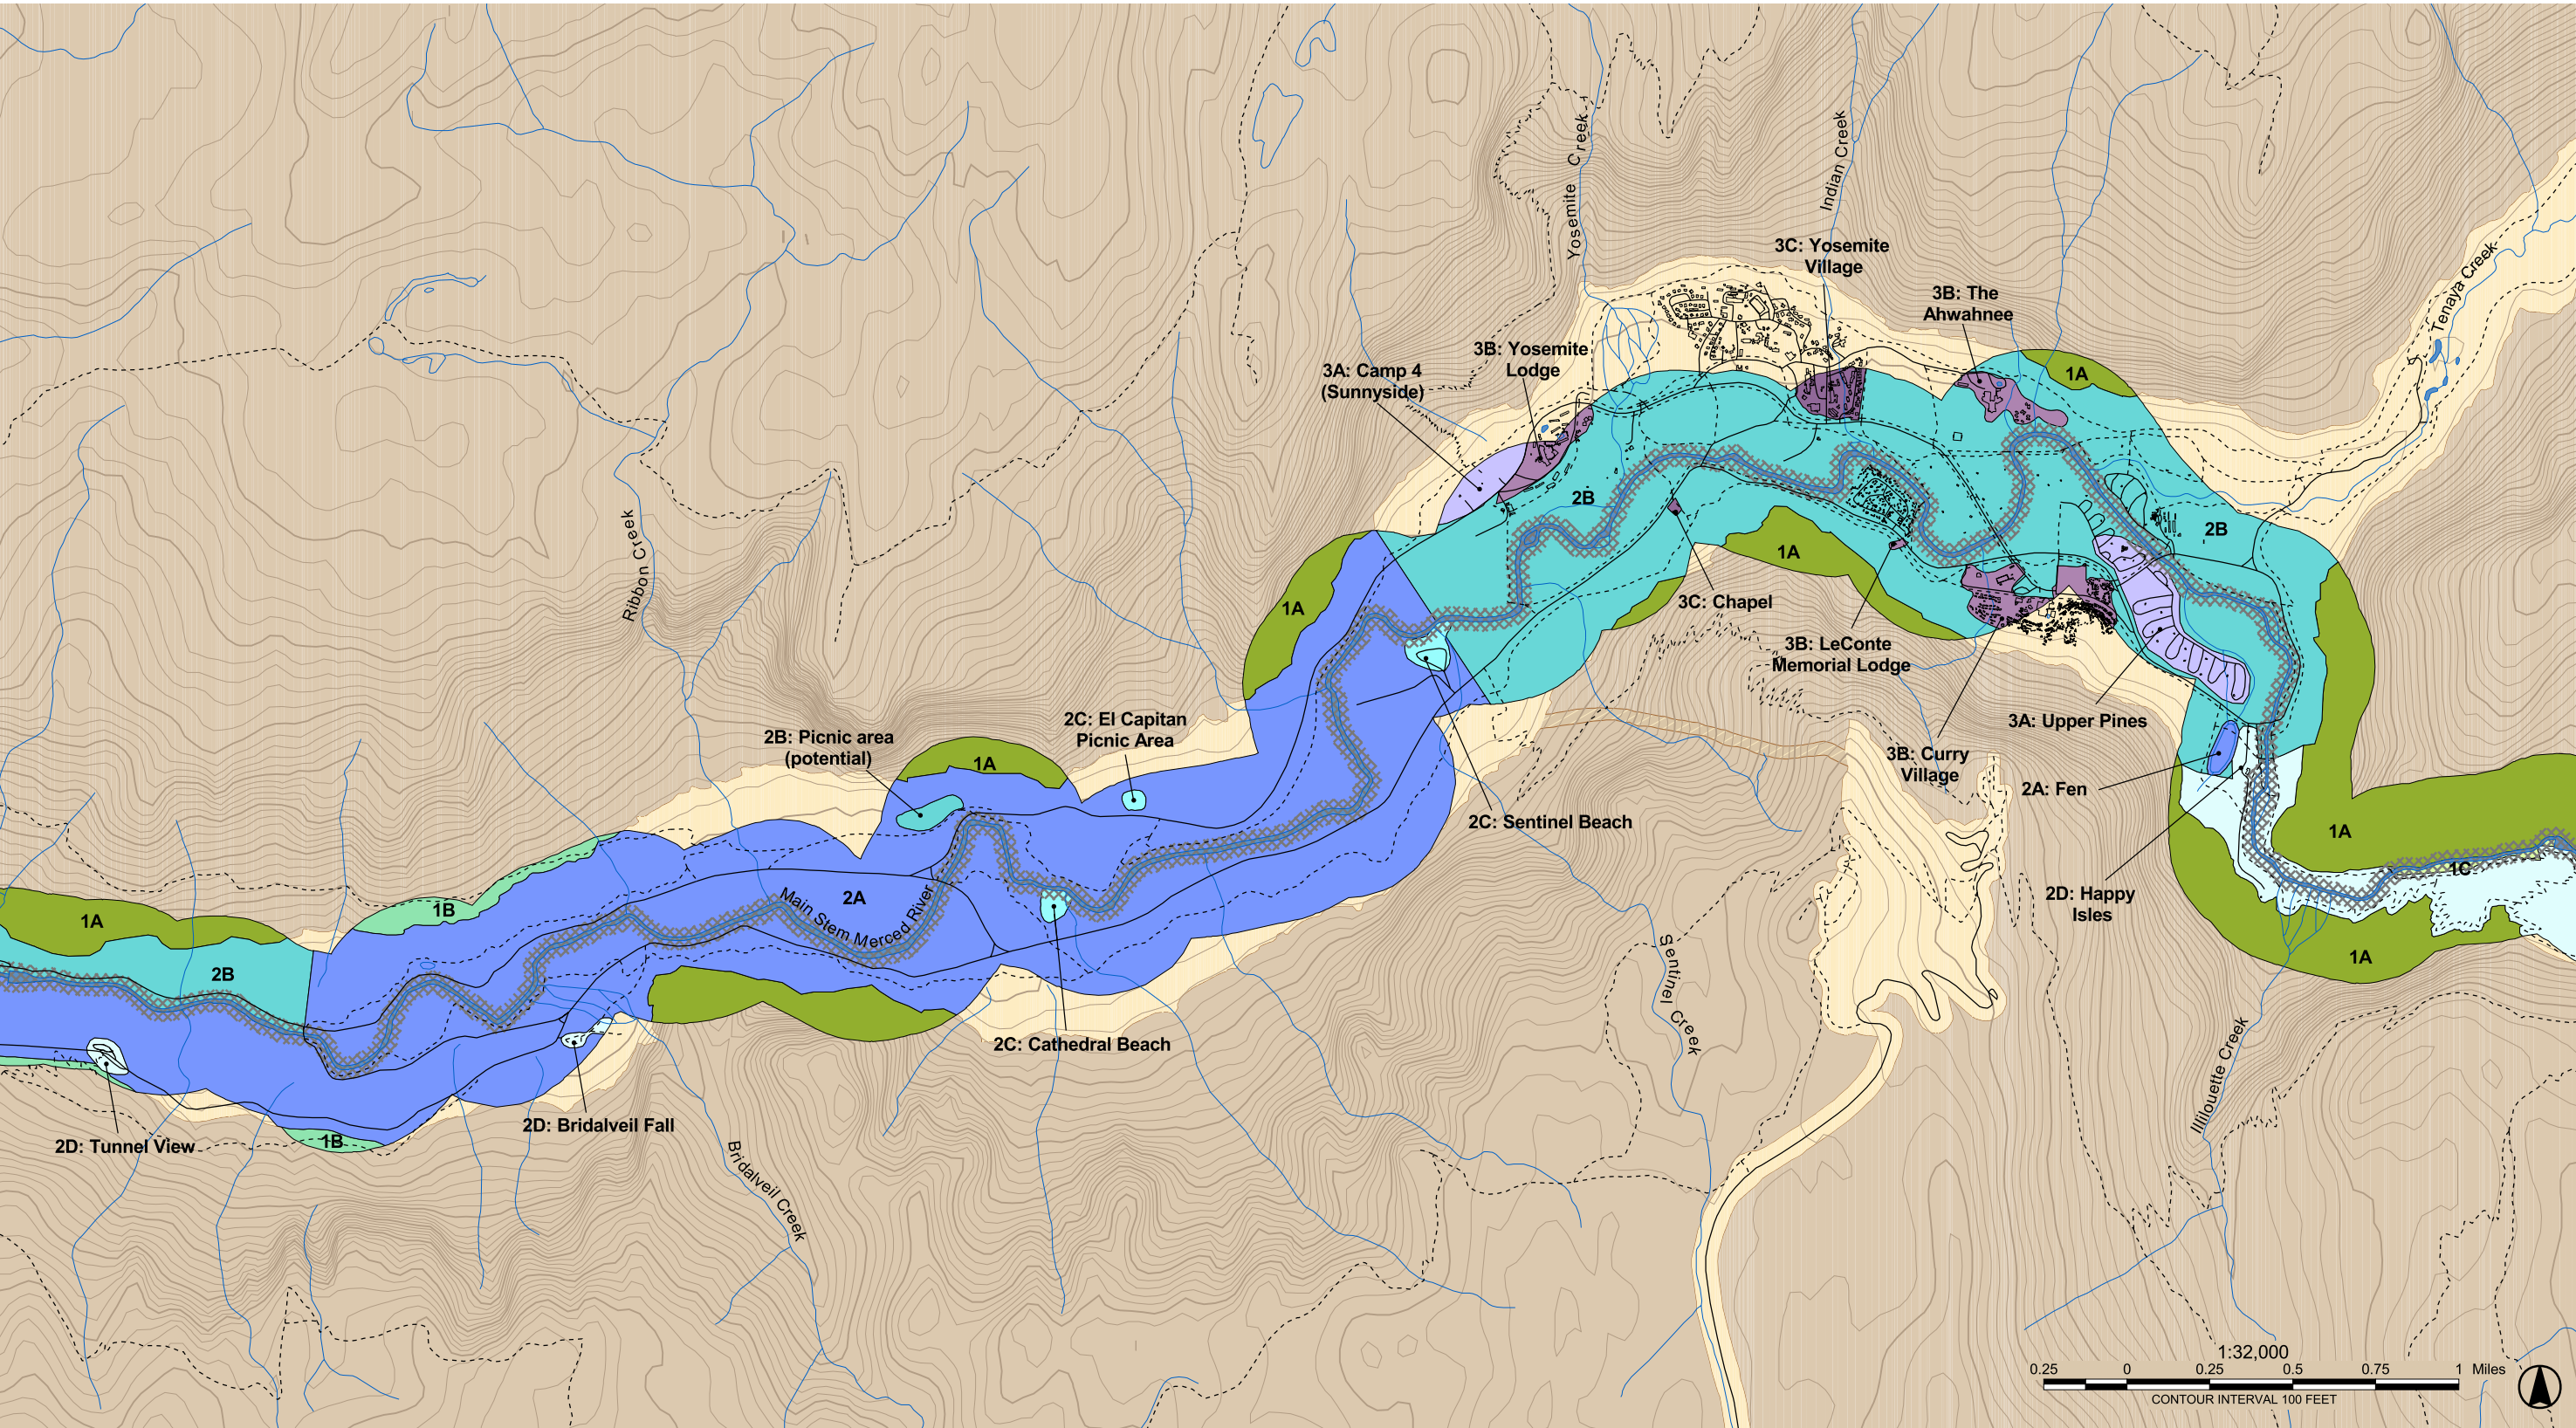 Yosemite Creek
Indian Creek
3C: Yosemite
Village
Tenaya Creek
3B: The
Ahwahnee
3B: Yosemite
Lodge
3A: Camp 4
(Sunnyside)
1A
2B
2B
Ribbon Creek
1A
1A
3C: Chapel
3B: LeConte
Memorial Lodge
3A: Upper Pines
2C: El Capitan
Picnic Area
2B: Picnic area
(potential)
1A
3B: Curry
Village
2A: Fen
2C: Sentinel Beach
1A
1C
2D: Happy
Isles
2A
Main Stem Merced River
1B
1A
1A
2B
Sentinel Creek
2C: Cathedral Beach
Illilouette Creek
2D: Bridalveil Fall
2D: Tunnel View
1B
Bridalveil Creek
1:32,000
0.25 0 0.25 0.5 0.75 1 Miles
CONTOUR INTERVAL 100 FEET